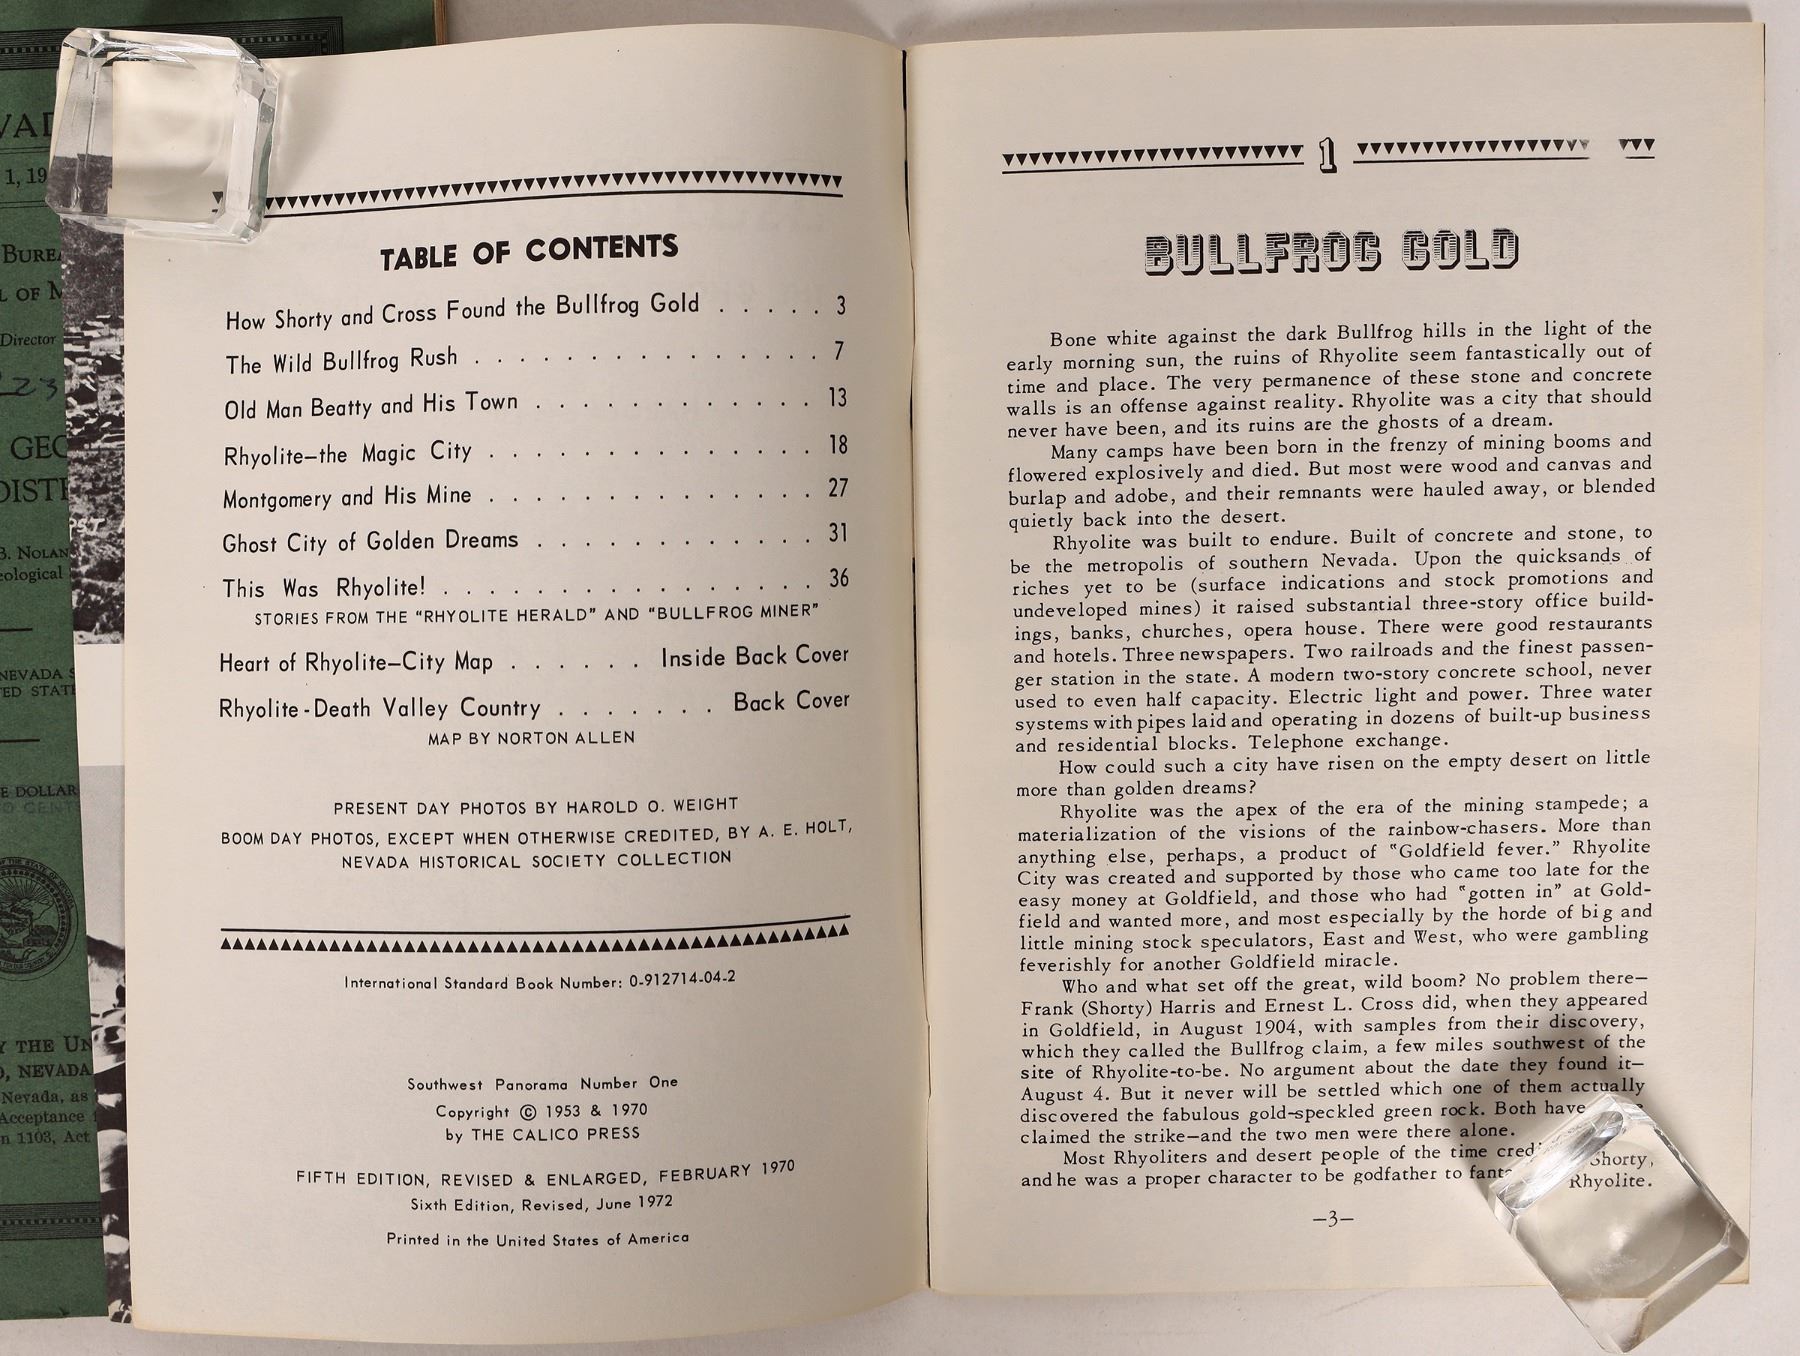 VAD
1, 19
BUREA
L OF M
Director
23
GEO
DISTR
PST
B. NOLAN
eological
NEVADA S
TED STATE
E DOLLAR
Y THE UN
O, NEVADA
Nevada, as
Acceptance f
n 1103, Act
TABLE OF CONTENTS
How Shorty and Cross Found the Bullfrog Gold . . . . . 3
The Wild Bullfrog Rush . . . . . . . . . . . . . . . 7
Old Man Beatty and His Town . . . . . . . . . . . . 13
Rhyolite—the Magic City . . . . . . . . . . . . . . 18
Montgomery and His Mine . . . . . . . . . . . . . . 27
Ghost City of Golden Dreams . . . . . . . . . . . . 31
This Was Rhyolite! . . . . . . . . . . . . . . . . 36
STORIES FROM THE "RHYOLITE HERALD" AND "BULLFROG MINER"
Heart of Rhyolite—City Map . . . . . . Inside Back Cover
Rhyolite-Death Valley Country . . . . . . . Back Cover
MAP BY NORTON ALLEN
PRESENT DAY PHOTOS BY HAROLD O. WEIGHT
BOOM DAY PHOTOS, EXCEPT WHEN OTHERWISE CREDITED, BY A. E. HOLT,
NEVADA HISTORICAL SOCIETY COLLECTION
International Standard Book Number: 0-912714-04-2
Southwest Panorama Number One
Copyright © 1953 & 1970
by THE CALICO PRESS
FIFTH EDITION, REVISED & ENLARGED, FEBRUARY 1970
Sixth Edition, Revised, June 1972
Printed in the United States of America
1
BULLFROG GOLD
Bone white against the dark Bullfrog hills in the light of the
early morning sun, the ruins of Rhyolite seem fantastically out of
time and place. The very permanence of these stone and concrete
walls is an offense against reality. Rhyolite was a city that should
never have been, and its ruins are the ghosts of a dream.
Many camps have been born in the frenzy of mining booms and
flowered explosively and died. But most were wood and canvas and
burlap and adobe, and their remnants were hauled away, or blended
quietly back into the desert.
Rhyolite was built to endure. Built of concrete and stone, to
be the metropolis of southern Nevada. Upon the quicksands of
riches yet to be (surface indications and stock promotions and
undeveloped mines) it raised substantial three-story office build-
ings, banks, churches, opera house. There were good restaurants
and hotels. Three newspapers. Two railroads and the finest passen-
ger station in the state. A modern two-story concrete school, never
used to even half capacity. Electric light and power. Three water
systems with pipes laid and operating in dozens of built-up business
and residential blocks. Telephone exchange.
How could such a city have risen on the empty desert on little
more than golden dreams?
Rhyolite was the apex of the era of the mining stampede; a
materialization of the visions of the rainbow-chasers. More than
anything else, perhaps, a product of "Goldfield fever." Rhyolite
City was created and supported by those who came too late for the
easy money at Goldfield, and those who had "gotten in" at Gold-
field and wanted more, and most especially by the horde of big and
little mining stock speculators, East and West, who were gambling
feverishly for another Goldfield miracle.
Who and what set off the great, wild boom? No problem there—
Frank (Shorty) Harris and Ernest L. Cross did, when they appeared
in Goldfield, in August 1904, with samples from their discovery,
which they called the Bullfrog claim, a few miles southwest of the
site of Rhyolite-to-be. No argument about the date they found it—
August 4. But it never will be settled which one of them actually
discovered the fabulous gold-speckled green rock. Both have
claimed the strike—and the two men were there alone.
Most Rhyoliters and desert people of the time cred Shorty,
and he was a proper character to be godfather to fanta Rhyolite.
—3—